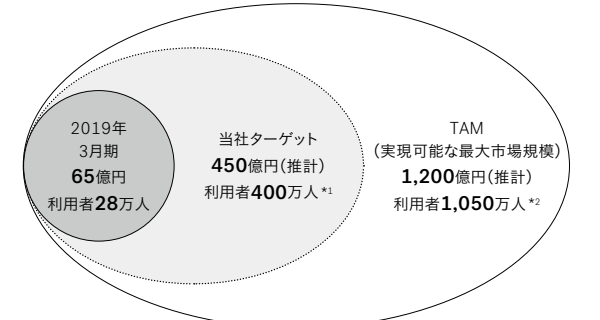 2019年
3月期
65億円
利用者28万人
当社ターゲット
450億円(推計)
利用者400万人 *1
TAM
(実現可能な最大市場規模)
1,200億円(推計)
利用者1,050万人 *2